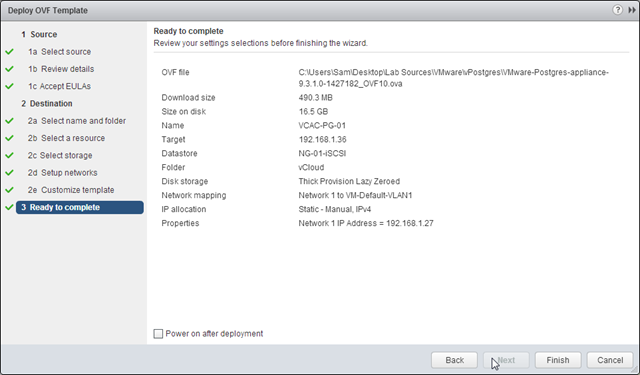 Deploy OVF Template
?
1 Source
1a Select source
1b Review details
1c Accept EULAs
2 Destination
2a Select name and folder
2b Select a resource
2c Select storage
2d Setup networks
2e Customize template
3 Ready to complete
Ready to complete
Review your settings selections before finishing the wizard.
OVF file C:\Users\Sam\Desktop\Lab Sources\VMware\vPostgres\VMware-Postgres-appliance-
9.3.1.0-1427182_OVF10.ova
Download size 490.3 MB
Size on disk 16.5 GB
Name VCAC-PG-01
Target 192.168.1.36
Datastore NG-01-iSCSI
Folder vCloud
Disk storage Thick Provision Lazy Zeroed
Network mapping Network 1 to VM-Default-VLAN1
IP allocation Static - Manual, IPv4
Properties Network 1 IP Address = 192.168.1.27
Power on after deployment
Back Next Finish Cancel